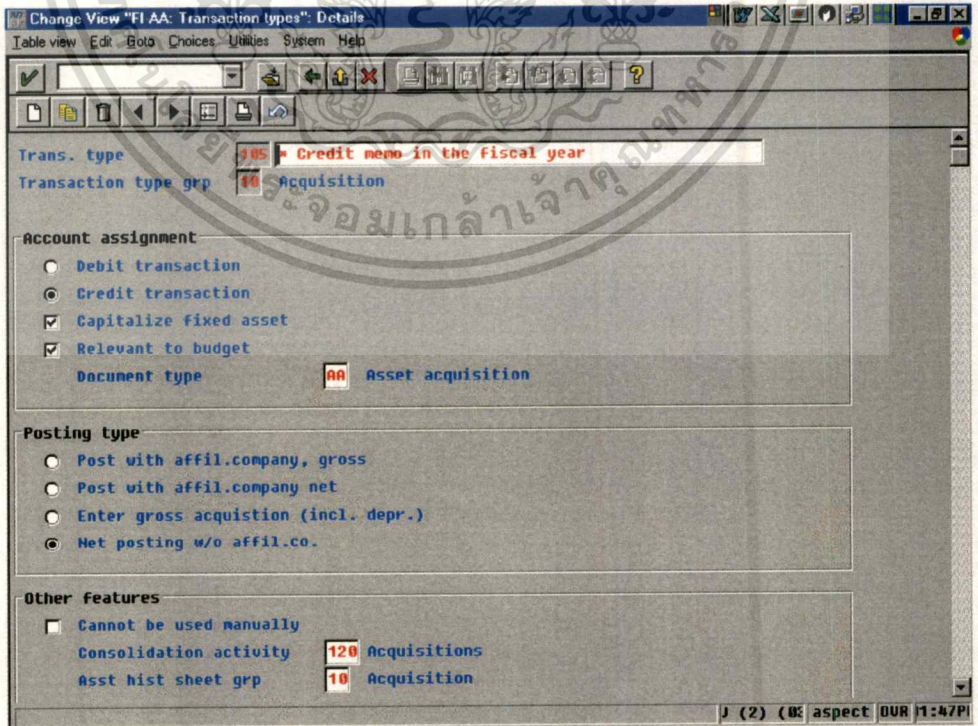 Change View "FI-AA: Transaction types": Details
Table view Edit Goto Choices Utilities System Help
Trans. type 105 * Credit memo in the fiscal year
Transaction type grp 10 Acquisition
Account assignment
Debit transaction
Credit transaction
Capitalize fixed asset
Relevant to budget
Document type AA Asset acquisition
Posting type
Post with affil.company, gross
Post with affil.company net
Enter gross acquistion (incl. depr.)
Net posting w/o affil.co.
Other features
Cannot be used manually
Consolidation activity 120 Acquisitions
Asst hist sheet grp 10 Acquisition
(2) aspect OVR 1:47P